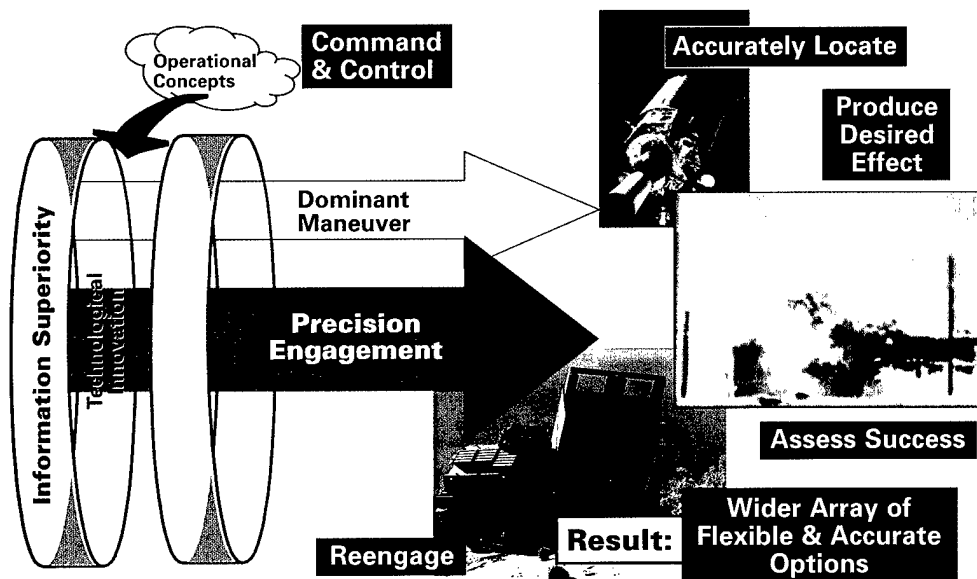 Operational
Concepts
Command
& Control
Accurately Locate
Produce
Desired
Effect
Dominant
Maneuver
Information Superiority
Technological
Innovation
Precision
Engagement
Assess Success
Reengage
Result:
Wider Array of
Flexible & Accurate
Options